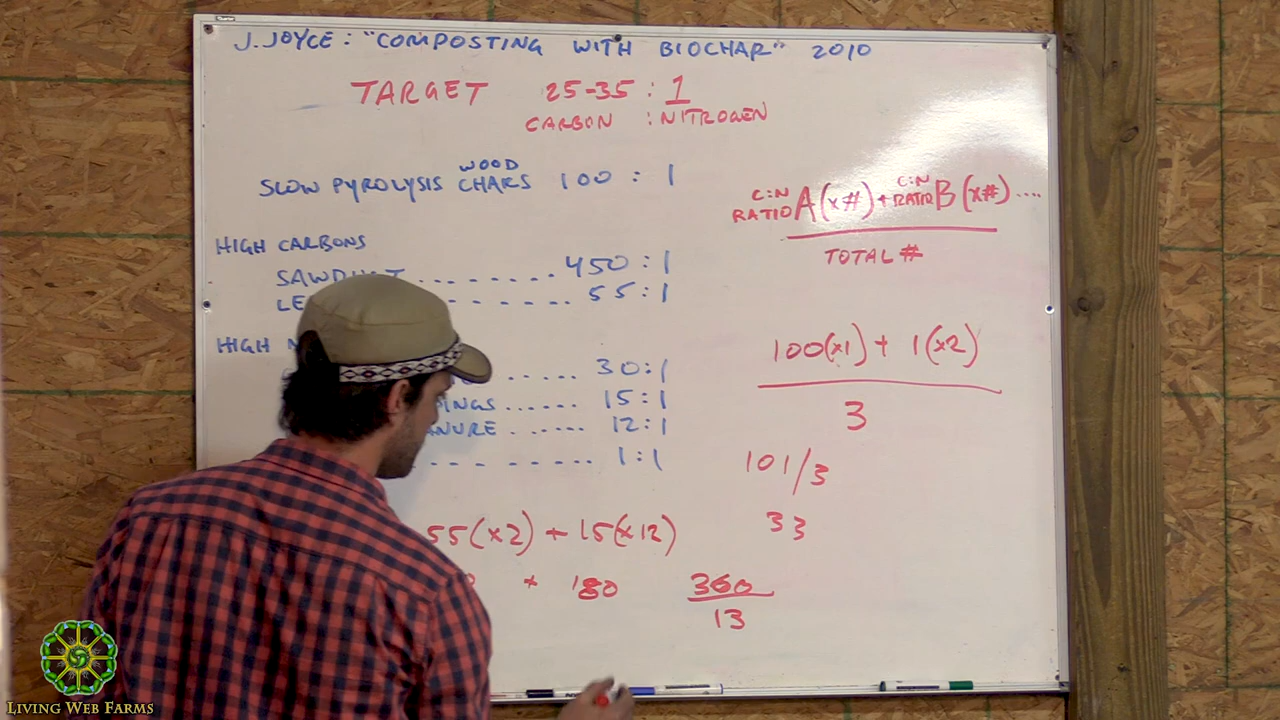 J. JOYCE: "COMPOSTING WITH BIOCHAR" 2010
TARGET 25-35 : 1
CARBON : NITROGEN
SLOW PYROLYSIS WOOD CHARS 100 : 1
HIGH CARBONS
SAWDUST ........ 450:1
LE ....... 55:1
HIGH N
..... 30:1
INGS ...... 15:1
NURE ...... 12:1
....... 1:1
55(x2) + 15(x12)
+ 180
360
13
C:N RATIO A(x#) + C:N RATIO B(x#) ....
TOTAL #
100(x1) + 1(x2)
3
101/3
33
LIVING WEB FARMS